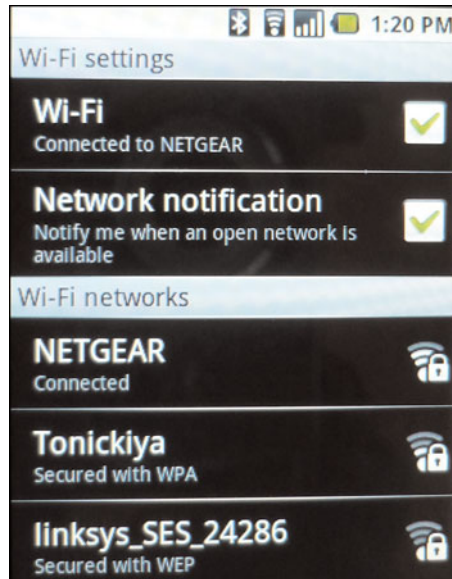 1:20 PM
Wi-Fi settings
Wi-Fi
Connected to NETGEAR
Network notification
Notify me when an open network is
available
Wi-Fi networks
NETGEAR
Connected
Tonickiya
Secured with WPA
linksys_SES_24286
Secured with WEP